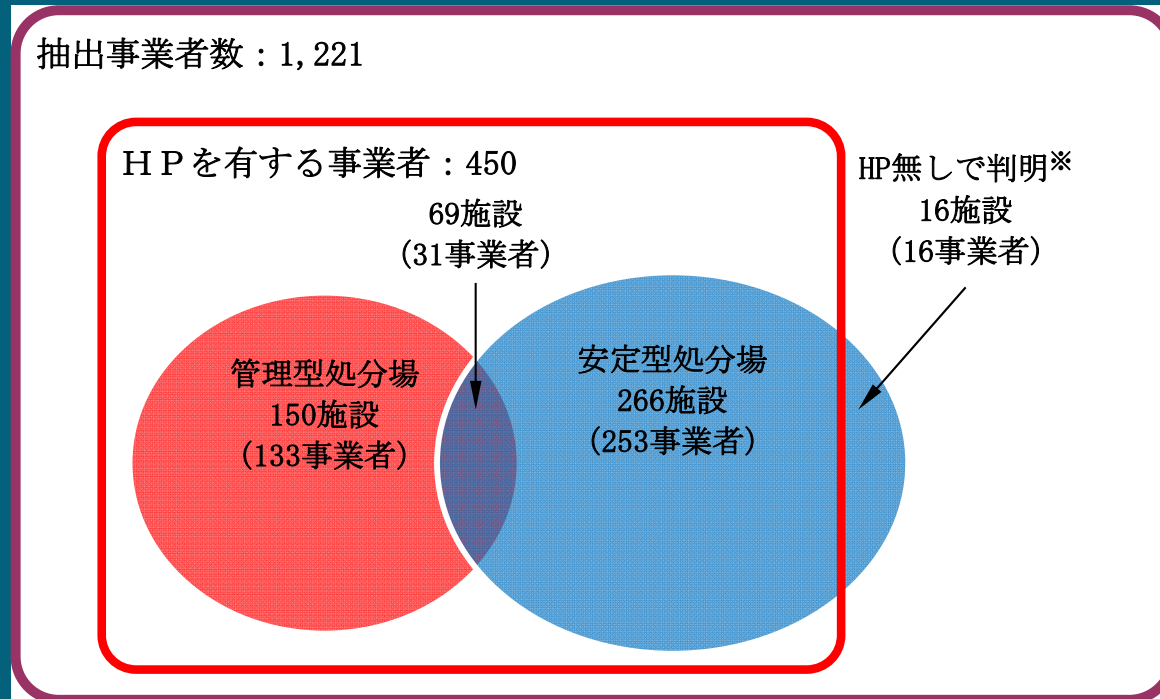 抽出事業者数：1,221
ＨＰを有する事業者：450
69施設
(31事業者)
HP無しで判明※
16施設
(16事業者)
管理型処分場
150施設
(133事業者)
安定型処分場
266施設
(253事業者)